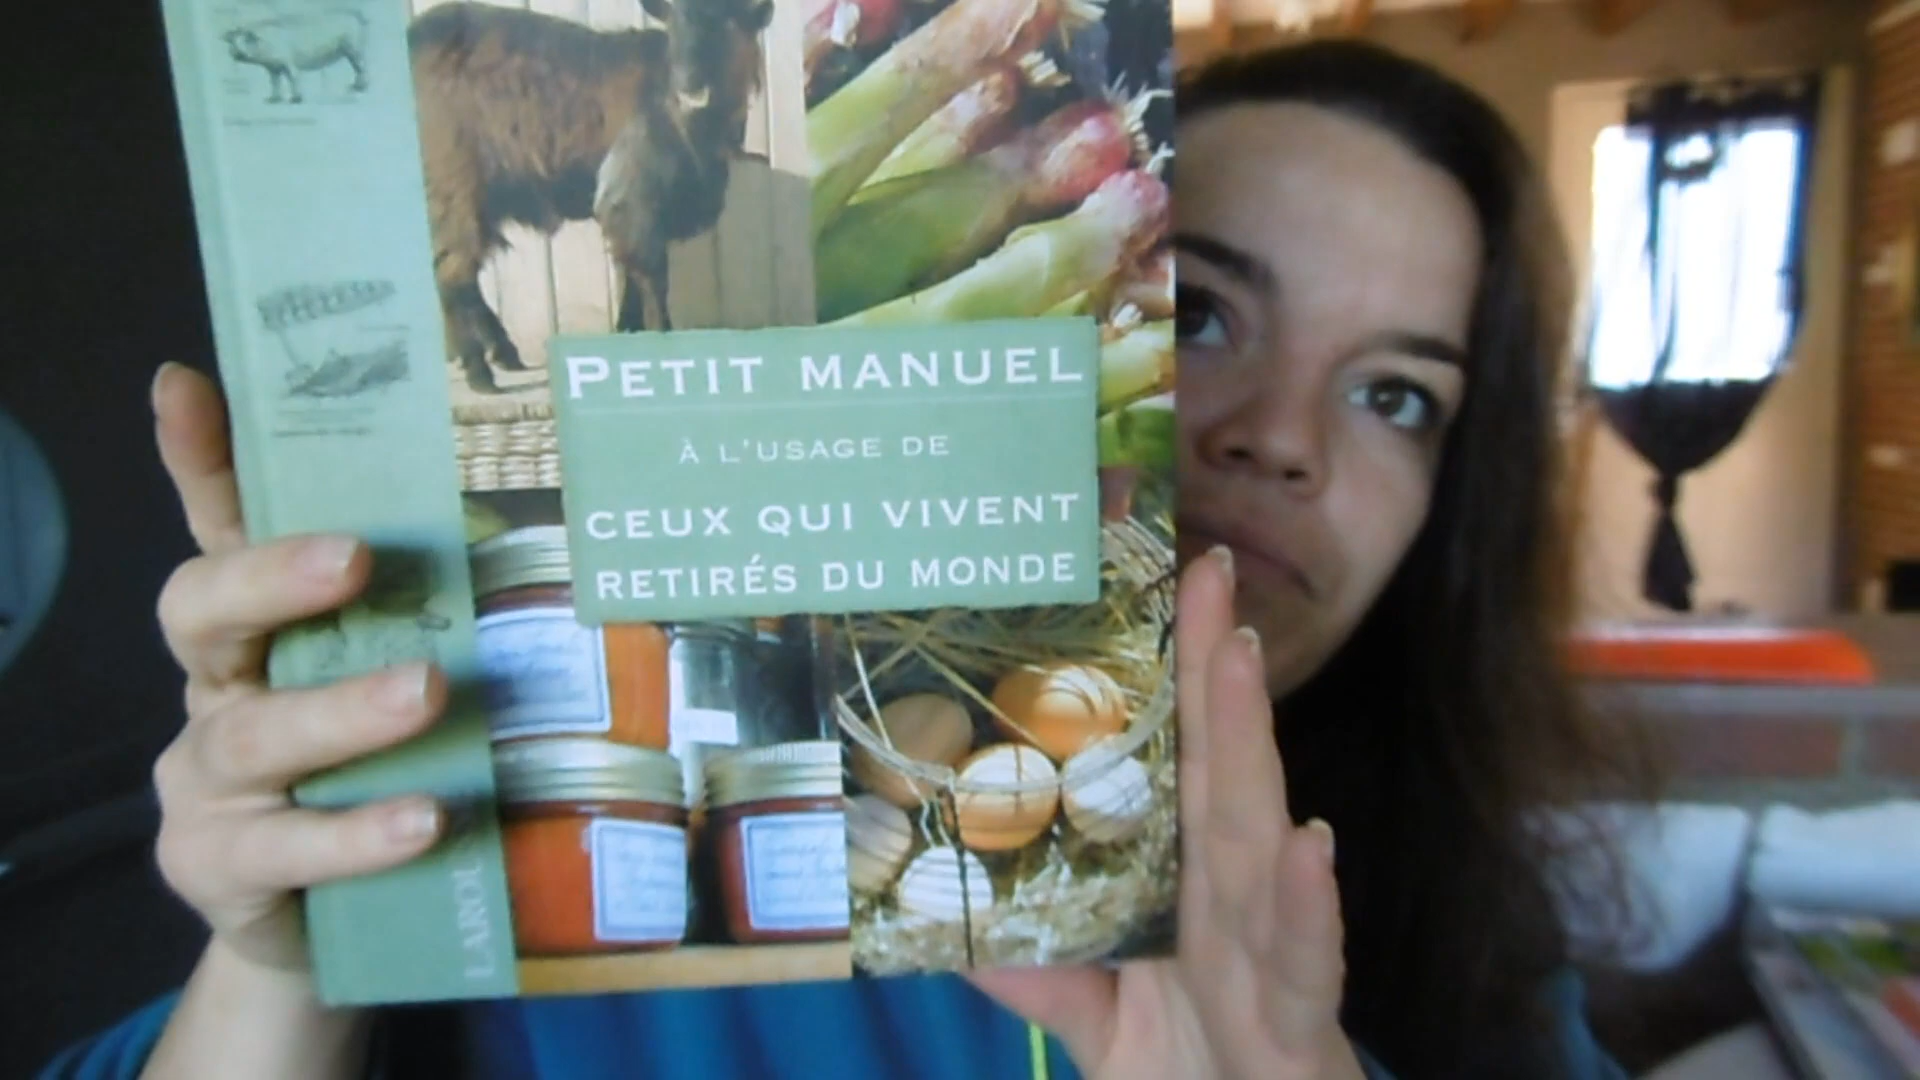 PETIT MANUEL
À L'USAGE DE
CEUX QUI VIVENT
RETIRÉS DU MONDE